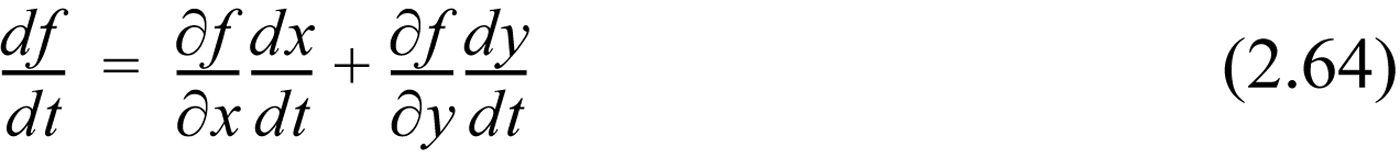 df/dt = ∂f/∂x dx/dt + ∂f/∂y dy/dt (2.64)